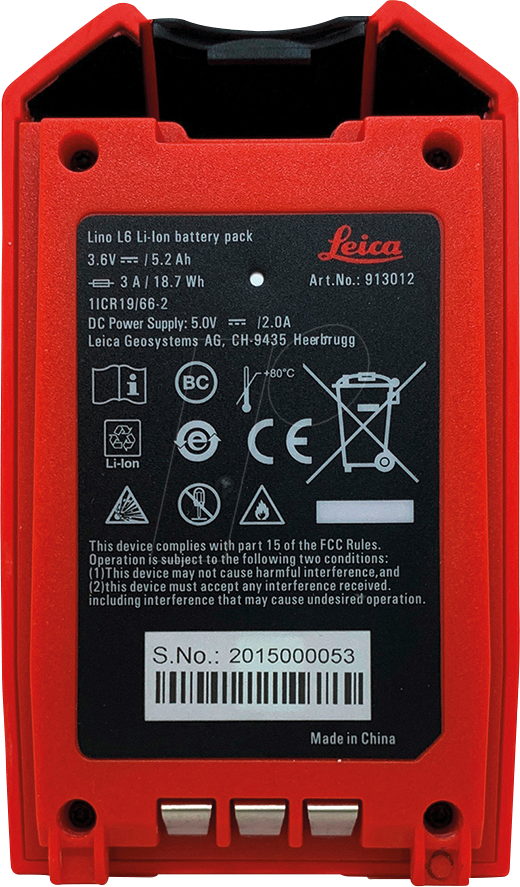 Lino L6 Li-Ion battery pack
Leica
3.6V ⎓ / 5.2 Ah
3 A / 18.7 Wh
Art.No.: 913012
1ICR19/66-2
DC Power Supply: 5.0V ⎓ /2.0A
Leica Geosystems AG, CH-9435 Heerbrugg
i
BC
+80°C
Li-Ion
e
CE
This device complies with part 15 of the FCC Rules.
Operation is subject to the following two conditions:
(1)This device may not cause harmful interference,and
(2)this device must accept any interference received.
including interference that may cause undesired operation.
S.No.: 2015000053
Made in China